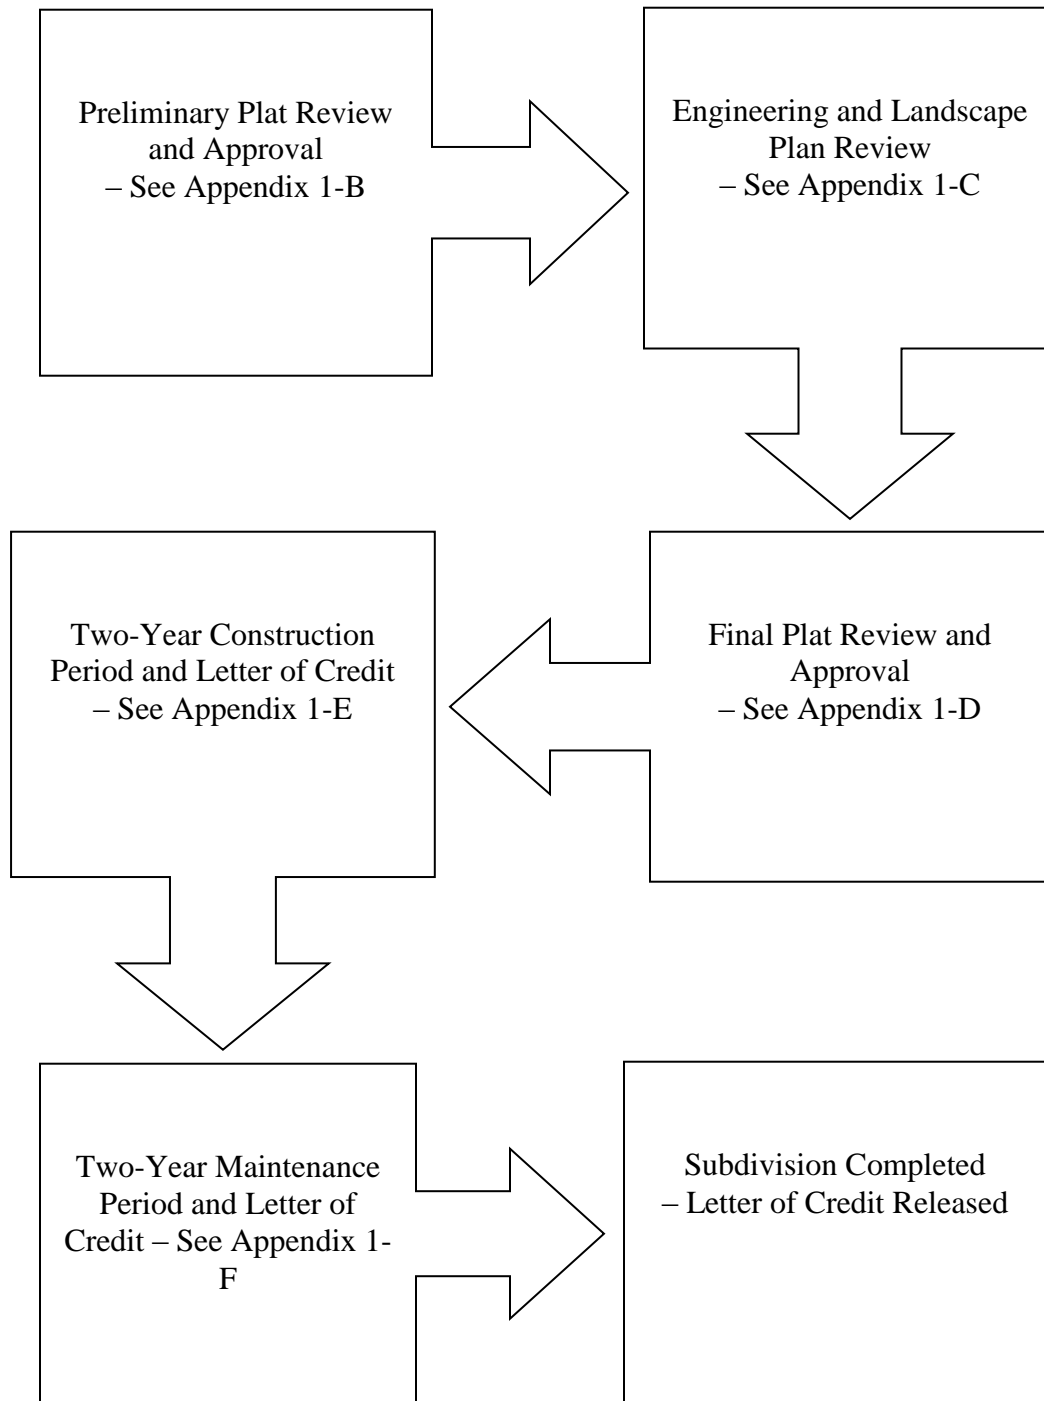 Preliminary Plat Review
and Approval
– See Appendix 1-B
Engineering and Landscape
Plan Review
– See Appendix 1-C
Final Plat Review and
Approval
– See Appendix 1-D
Two-Year Construction
Period and Letter of Credit
– See Appendix 1-E
Two-Year Maintenance
Period and Letter of
Credit – See Appendix 1-
F
Subdivision Completed
– Letter of Credit Released